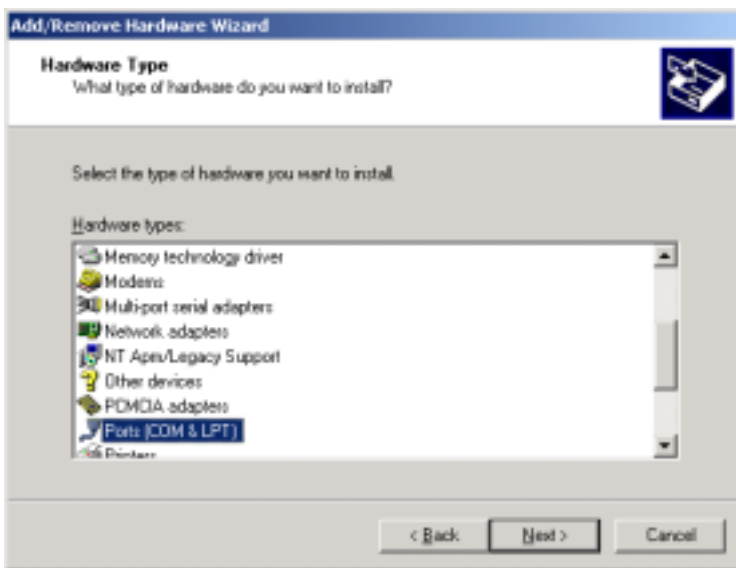 Add/Remove Hardware Wizard
Hardware Type
What type of hardware do you want to install?
Select the type of hardware you want to install.
Hardware types:
Memory technology driver
Modems
Multi-port serial adapters
Network adapters
NT Apm/Legacy Support
Other devices
PCMCIA adapters
Ports (COM & LPT)
Printers
< Back
Next >
Cancel